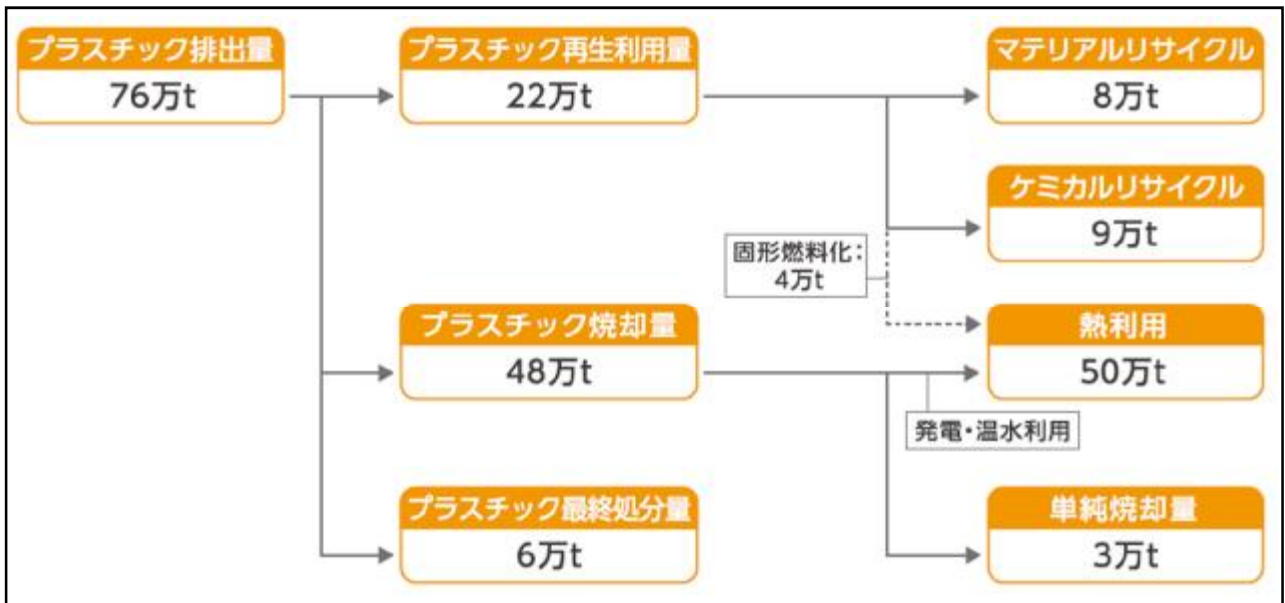 プラスチック排出量
76万t
プラスチック再生利用量
22万t
マテリアルリサイクル
8万t
ケミカルリサイクル
9万t
固形燃料化:
4万t
プラスチック焼却量
48万t
熱利用
50万t
発電・温水利用
プラスチック最終処分量
6万t
単純焼却量
3万t